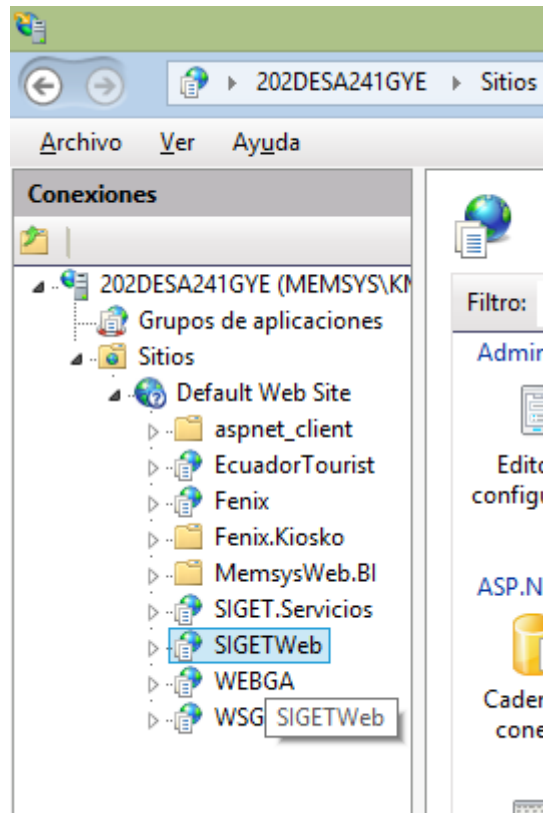 202DESA241GYE Sitios
Archivo Ver Ayuda
Conexiones
202DESA241GYE (MEMSYS\
Grupos de aplicaciones
Sitios
Default Web Site
aspnet_client
EcuadorTourist
Fenix
Fenix.Kiosko
MemsysWeb.BI
SIGET.Servicios
SIGETWeb
WEBGA
WSG
SIGETWeb
Filtro:
Admin
Edito
configu
ASP.N
Cader
cone